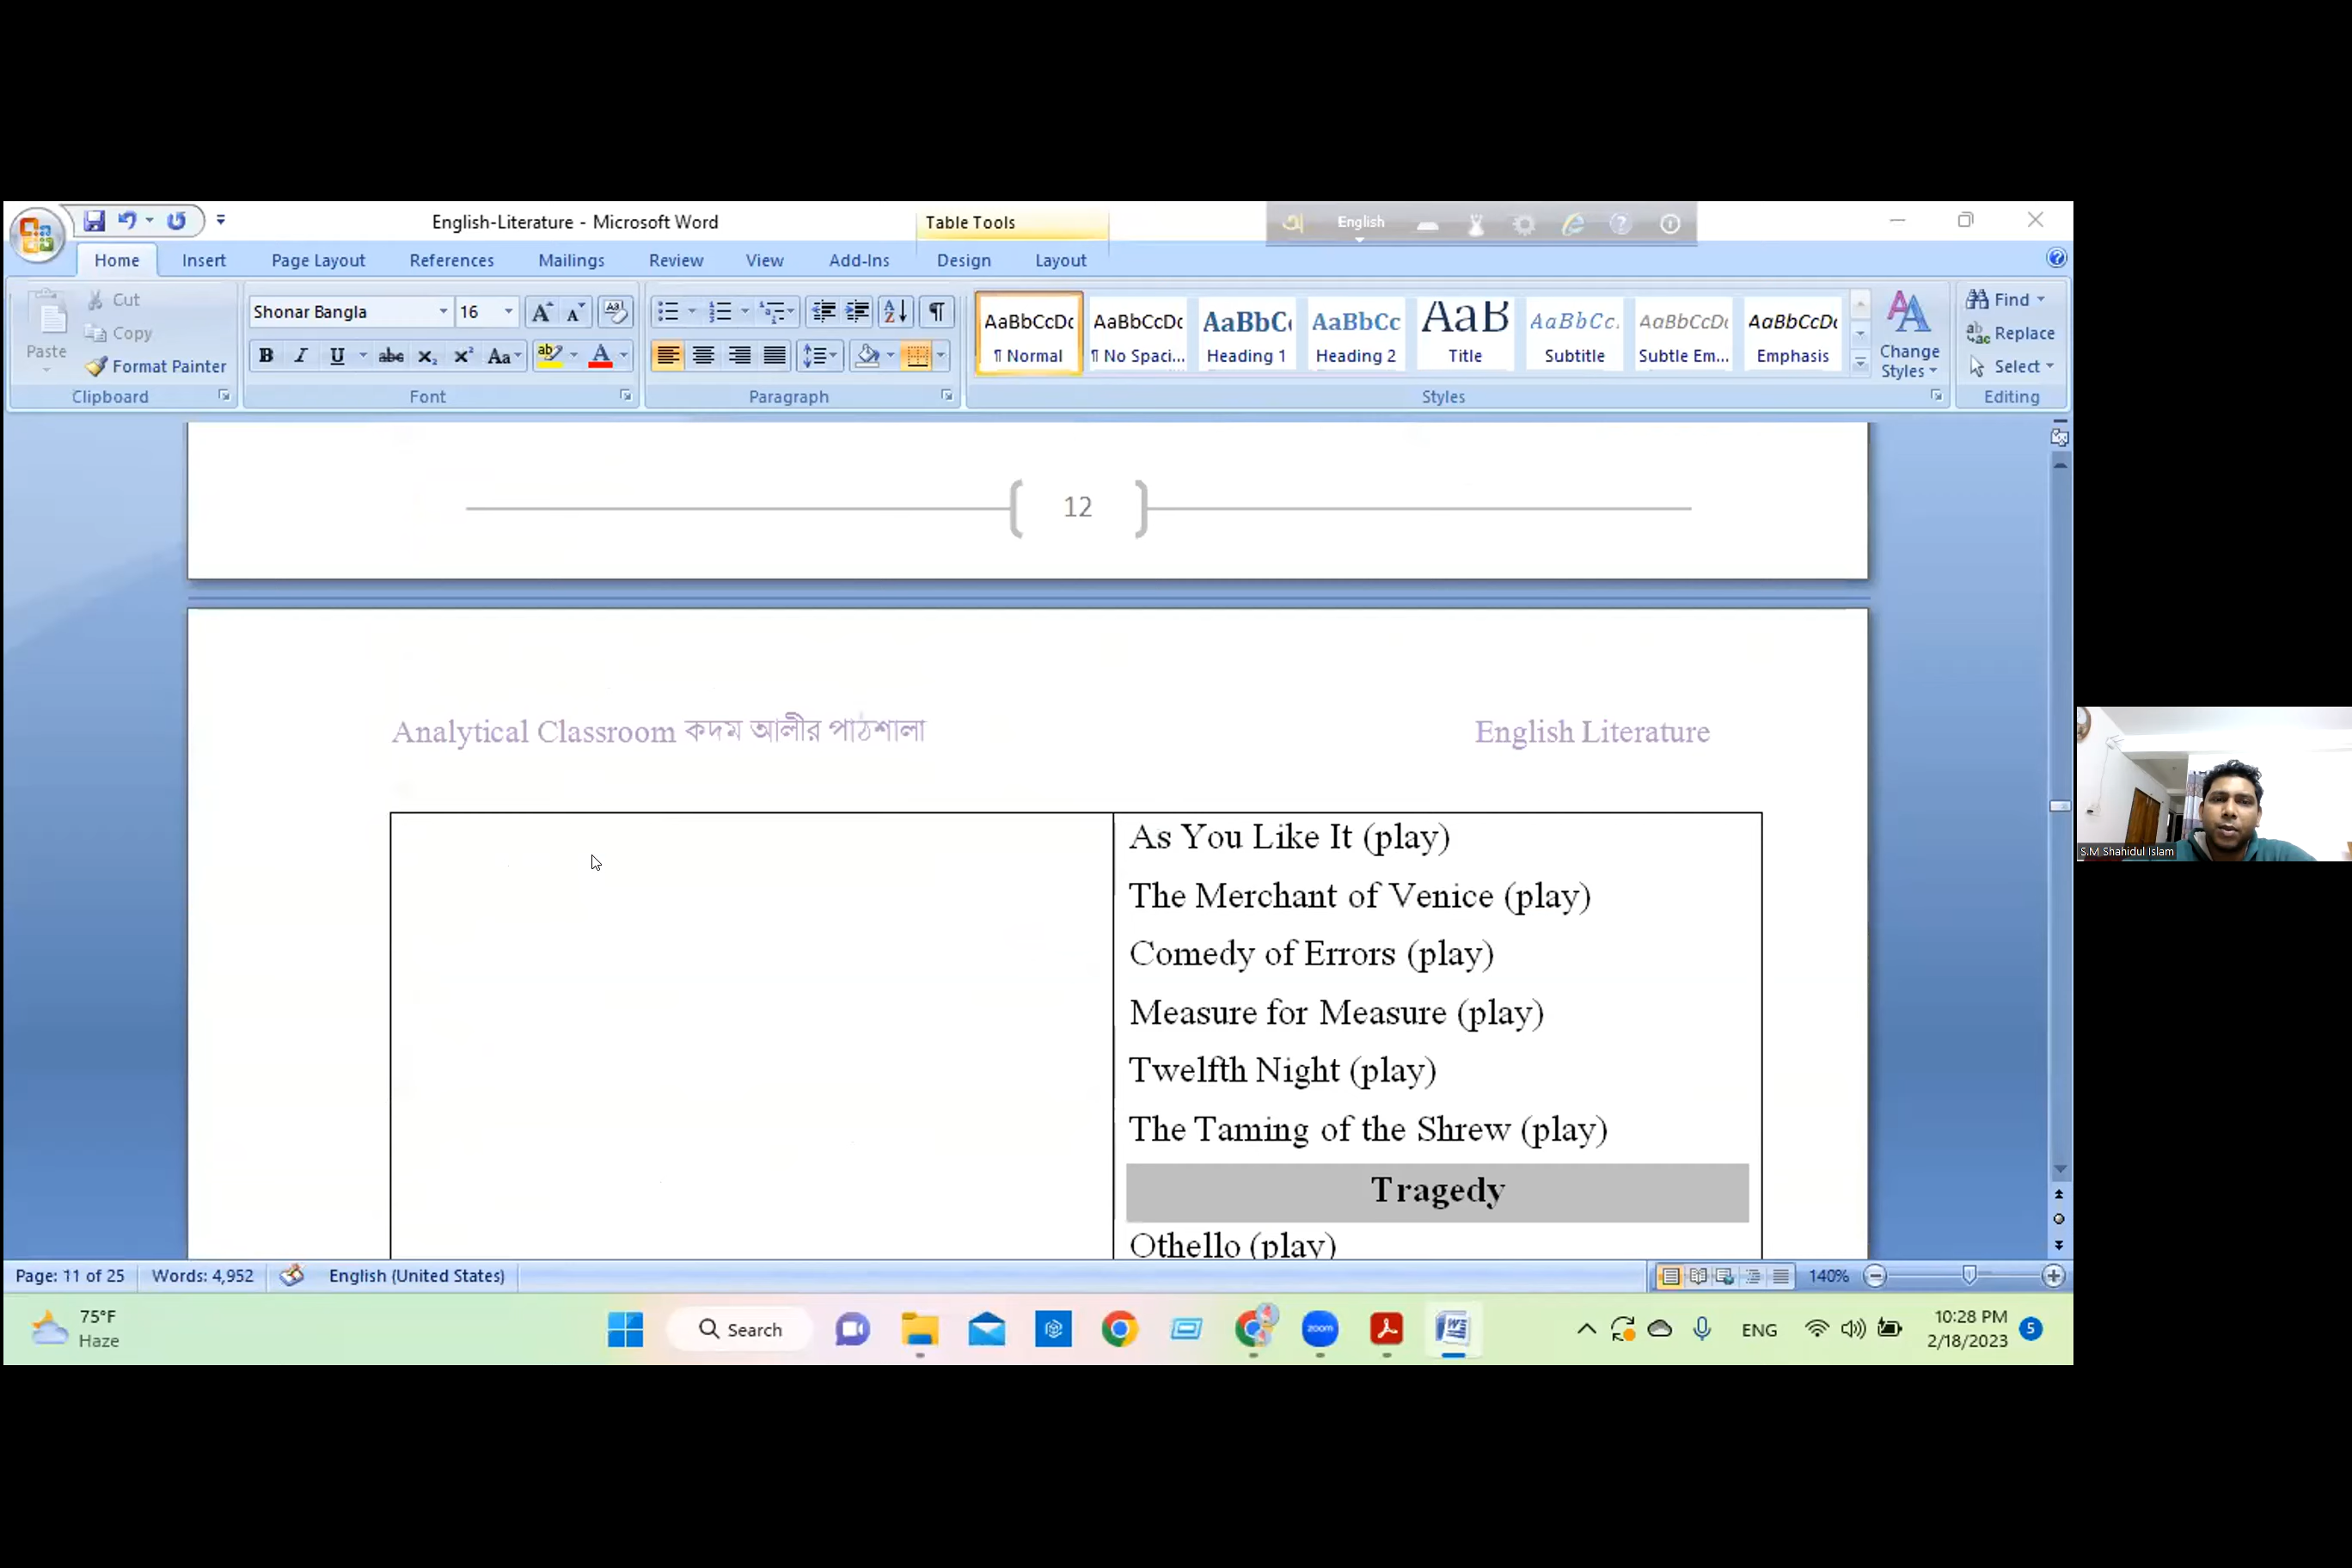 English-Literature - Microsoft Word
Table Tools
English
Home Insert Page Layout References Mailings Review View Add-Ins Design Layout
Paste
Cut
Copy
Format Painter
Clipboard
Shonar Bangla 16
Font
Paragraph
AaBbCcDc AaBbCcDc AaBbC AaBbCc AaB AaBbCc. AaBbCcDc AaBbCcDc
¶ Normal ¶ No Spaci... Heading 1 Heading 2 Title Subtitle Subtle Em... Emphasis
Change
Styles
Styles
Find
Replace
Select
Editing
12
Analytical Classroom কদম আলীর পাঠশালা English Literature
As You Like It (play)
The Merchant of Venice (play)
Comedy of Errors (play)
Measure for Measure (play)
Twelfth Night (play)
The Taming of the Shrew (play)
Tragedy
Othello (play)
S.M Shahidul Islam
Page: 11 of 25 Words: 4,952 English (United States) 140%
75°F
Haze
Search
zoom
ENG
10:28 PM
2/18/2023
5